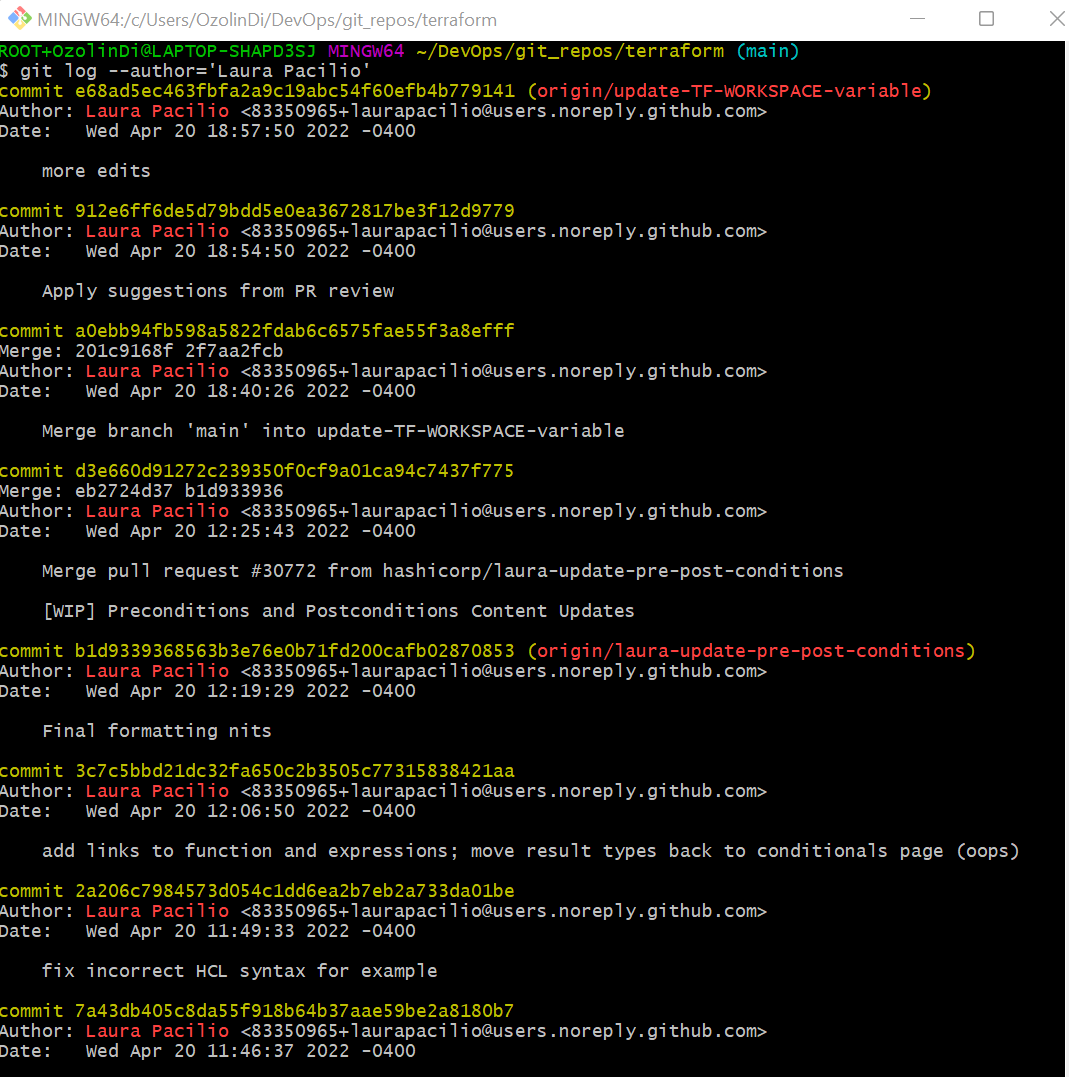 MINGW64:/c/Users/OzolinDi/DevOps/git_repos/terraform
ROOT+OzolinDi@LAPTOP-SHAPD3SJ MINGW64 ~/DevOps/git_repos/terraform (main)
$ git log --author='Laura Pacilio'
commit e68ad5ec463fbfa2a9c19abc54f60efb4b779141 (origin/update-TF-WORKSPACE-variable)
Author: Laura Pacilio <83350965+laurapacilio@users.noreply.github.com>
Date:   Wed Apr 20 18:57:50 2022 -0400
more edits
commit 912e6ff6de5d79bdd5e0ea3672817be3f12d9779
Author: Laura Pacilio <83350965+laurapacilio@users.noreply.github.com>
Date:   Wed Apr 20 18:54:50 2022 -0400
Apply suggestions from PR review
commit a0ebb94fb598a5822fdab6c6575fae55f3a8efff
Merge: 201c9168f 2f7aa2fcb
Author: Laura Pacilio <83350965+laurapacilio@users.noreply.github.com>
Date:   Wed Apr 20 18:40:26 2022 -0400
Merge branch 'main' into update-TF-WORKSPACE-variable
commit d3e660d91272c239350f0cf9a01ca94c7437f775
Merge: eb2724d37 b1d933936
Author: Laura Pacilio <83350965+laurapacilio@users.noreply.github.com>
Date:   Wed Apr 20 12:25:43 2022 -0400
Merge pull request #30772 from hashicorp/laura-update-pre-post-conditions
[WIP] Preconditions and Postconditions Content Updates
commit b1d9339368563b3e76e0b71fd200cafb02870853 (origin/laura-update-pre-post-conditions)
Author: Laura Pacilio <83350965+laurapacilio@users.noreply.github.com>
Date:   Wed Apr 20 12:19:29 2022 -0400
Final formatting nits
commit 3c7c5bbd21dc32fa650c2b3505c77315838421aa
Author: Laura Pacilio <83350965+laurapacilio@users.noreply.github.com>
Date:   Wed Apr 20 12:06:50 2022 -0400
add links to function and expressions; move result types back to conditionals page (oops)
commit 2a206c7984573d054c1dd6ea2b7eb2a733da01be
Author: Laura Pacilio <83350965+laurapacilio@users.noreply.github.com>
Date:   Wed Apr 20 11:49:33 2022 -0400
fix incorrect HCL syntax for example
commit 7a43db405c8da55f918b64b37aae59be2a8180b7
Author: Laura Pacilio <83350965+laurapacilio@users.noreply.github.com>
Date:   Wed Apr 20 11:46:37 2022 -0400